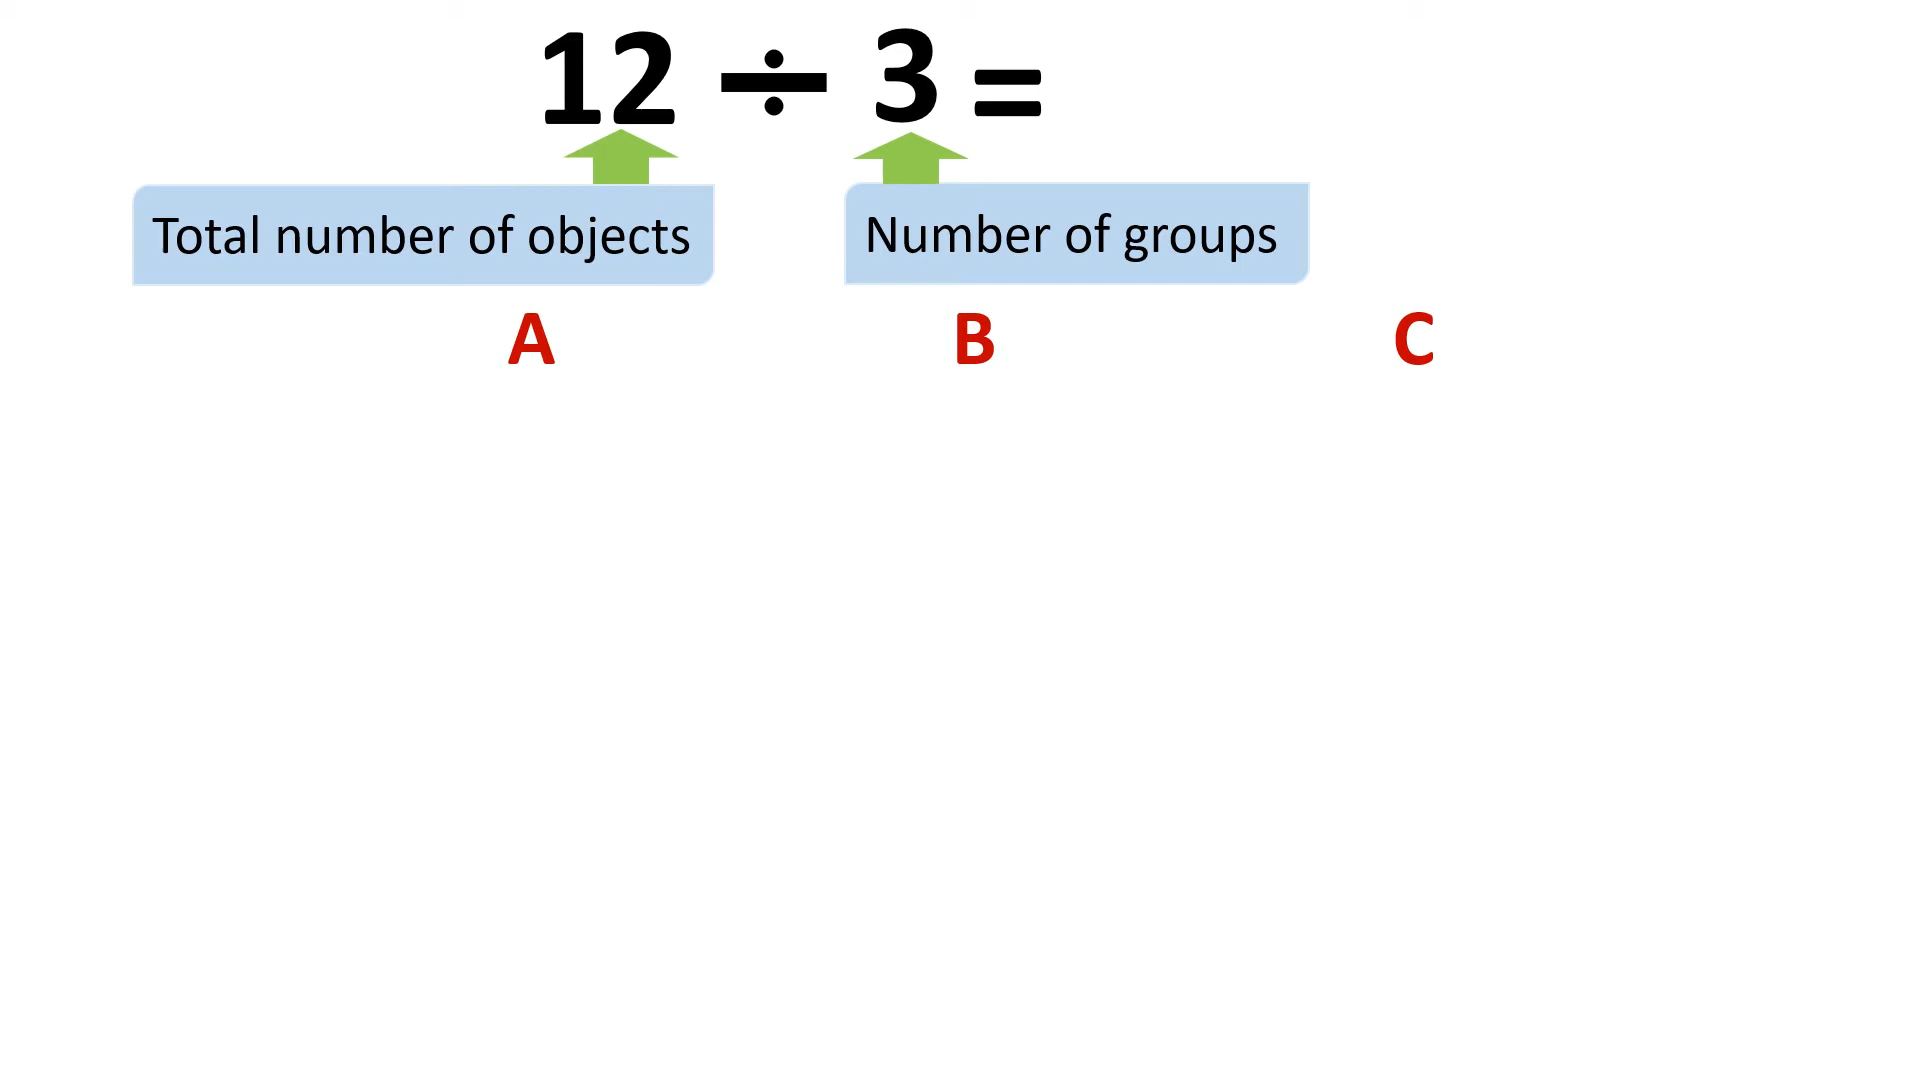 12 ÷ 3 =
Total number of objects
Number of groups
A B C